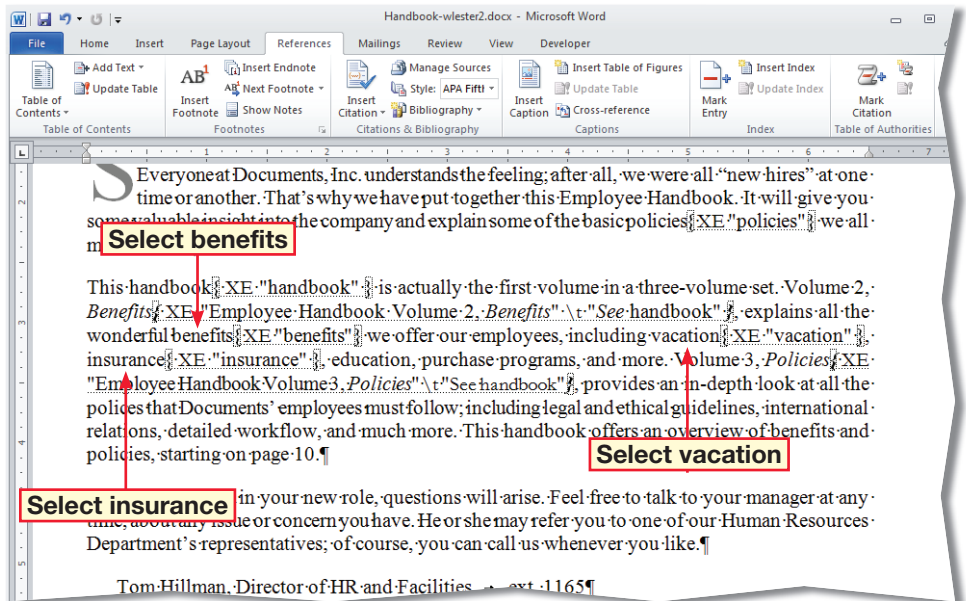 Handbook-wlester2.docx - Microsoft Word
File Home Insert Page Layout References Mailings Review View Developer
Table of Contents
Add Text
Update Table
Table of Contents
AB1 Insert Footnote
Insert Endnote
AB1 Next Footnote
Show Notes
Footnotes
Insert Citation
Manage Sources
Style: APA Fiftl
Bibliography
Citations & Bibliography
Insert Caption
Insert Table of Figures
Update Table
Cross-reference
Captions
Mark Entry
Insert Index
Update Index
Index
Mark Citation
Table of Authorities
1 2 3 4 5 6 7
S Everyone at Documents, Inc. understands the feeling; after all, we were all “new hires” at one
time or another. That’s why we have put together this Employee Handbook. It will give you
some valuable insight into the company and explain some of the basic policies{ XE "policies" } we all
m
Select benefits
This handbook{ XE "handbook" } is actually the first volume in a three-volume set. Volume 2,
Benefits{ XE "Employee Handbook Volume 2, Benefits" \t "See handbook" }, explains all the
wonderful benefits{ XE "benefits" } we offer our employees, including vacation{ XE "vacation" },
insurance{ XE "insurance" }, education, purchase programs, and more. Volume 3, Policies{ XE
"Employee Handbook Volume 3, Policies" \t "See handbook" }, provides an in-depth look at all the
polices that Documents’ employees must follow; including legal and ethical guidelines, international
relations, detailed workflow, and much more. This handbook offers an overview of benefits and
policies, starting on page 10.¶
Select vacation
Select insurance
in your new role, questions will arise. Feel free to talk to your manager at any
time, about any issue or concern you have. He or she may refer you to one of our Human Resources
Department’s representatives; of course, you can call us whenever you like.¶
Tom Hillman, Director of HR and Facilities → ext. 1165¶